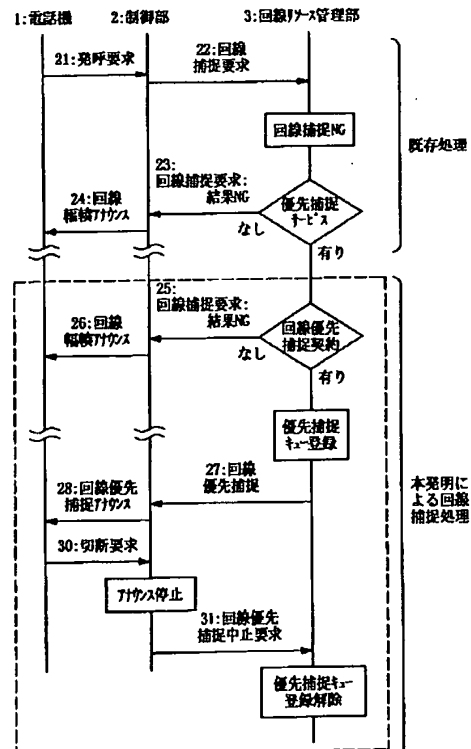 1:電話機
2:制御部
3:回線ﾘｿｰｽ管理部
21:発呼要求
22:回線
捕捉要求
回線捕捉NG
既存処理
23:
回線捕捉要求:
結果NG
優先捕捉
ｻｰﾋﾞｽ
24:回線
輻輳ｱﾅｳﾝｽ
なし
有り
25:
回線捕捉要求:
結果NG
回線優先
捕捉契約
26:回線
輻輳ｱﾅｳﾝｽ
なし
有り
優先捕捉
ｷｭｰ登録
27:回線
優先捕捉
28:回線優先
捕捉ｱﾅｳﾝｽ
本発明に
よる回線
捕捉処理
30:切断要求
ｱﾅｳﾝｽ停止
31:回線優先
捕捉中止要求
優先捕捉ｷｭｰ
登録解除